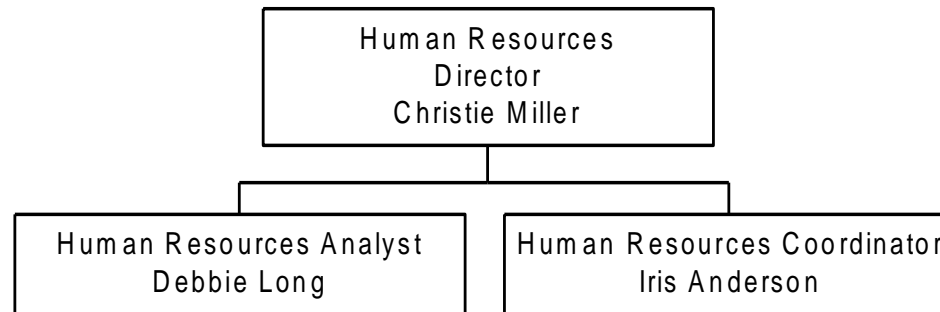 Human Resources
Director
Christie Miller
Human Resources Analyst
Debbie Long
Human Resources Coordinator
Iris Anderson